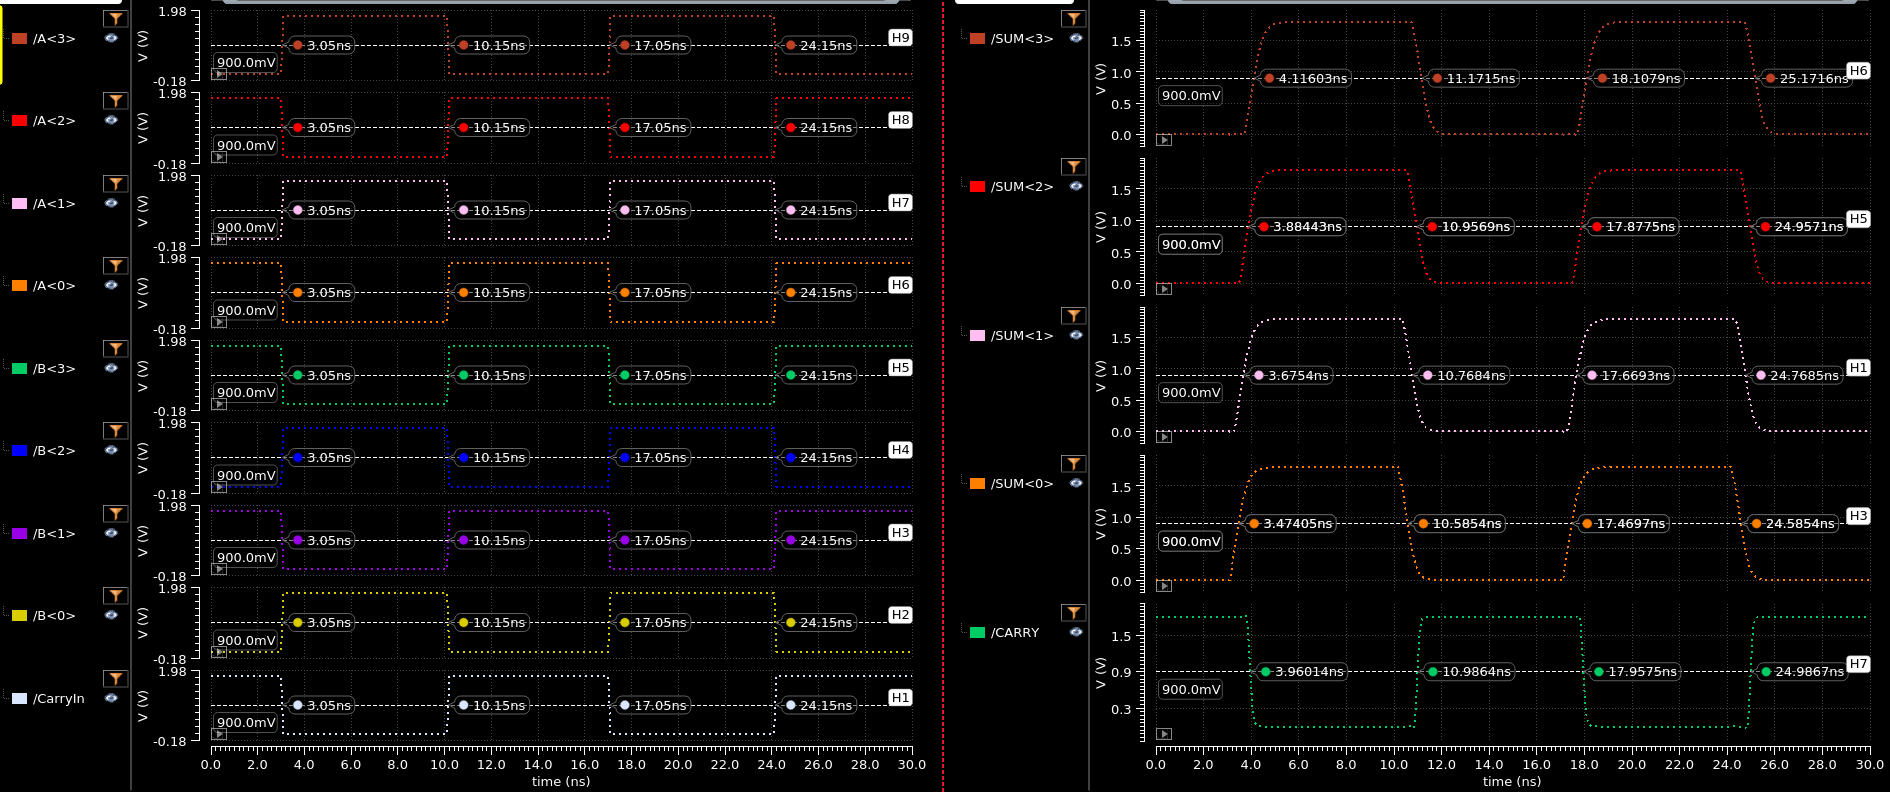 /A<3>
1.98
V (V)
-0.18
900.0mV
3.05ns 10.15ns 17.05ns 24.15ns
H9
/A<2>
1.98
V (V)
-0.18
900.0mV
3.05ns 10.15ns 17.05ns 24.15ns
H8
/A<1>
1.98
V (V)
-0.18
900.0mV
3.05ns 10.15ns 17.05ns 24.15ns
H7
/A<0>
1.98
V (V)
-0.18
900.0mV
3.05ns 10.15ns 17.05ns 24.15ns
H6
/B<3>
1.98
V (V)
-0.18
900.0mV
3.05ns 10.15ns 17.05ns 24.15ns
H5
/B<2>
1.98
V (V)
-0.18
900.0mV
3.05ns 10.15ns 17.05ns 24.15ns
H4
/B<1>
1.98
V (V)
-0.18
900.0mV
3.05ns 10.15ns 17.05ns 24.15ns
H3
/B<0>
1.98
V (V)
-0.18
900.0mV
3.05ns 10.15ns 17.05ns 24.15ns
H2
/CarryIn
1.98
V (V)
-0.18
900.0mV
3.05ns 10.15ns 17.05ns 24.15ns
H1
0.0 2.0 4.0 6.0 8.0 10.0 12.0 14.0 16.0 18.0 20.0 22.0 24.0 26.0 28.0 30.0
time (ns)
/SUM<3>
V (V)
1.5
1.0
0.5
0.0
900.0mV
4.11603ns 11.1715ns 18.1079ns 25.1716ns
H6
/SUM<2>
V (V)
1.5
1.0
0.5
0.0
900.0mV
3.88443ns 10.9569ns 17.8775ns 24.9571ns
H5
/SUM<1>
V (V)
1.5
1.0
0.5
0.0
900.0mV
3.6754ns 10.7684ns 17.6693ns 24.7685ns
H1
/SUM<0>
V (V)
1.5
1.0
0.5
0.0
900.0mV
3.47405ns 10.5854ns 17.4697ns 24.5854ns
H3
/CARRY
V (V)
1.5
0.9
0.3
900.0mV
3.96014ns 10.9864ns 17.9575ns 24.9867ns
H7
0.0 2.0 4.0 6.0 8.0 10.0 12.0 14.0 16.0 18.0 20.0 22.0 24.0 26.0 28.0 30.0
time (ns)